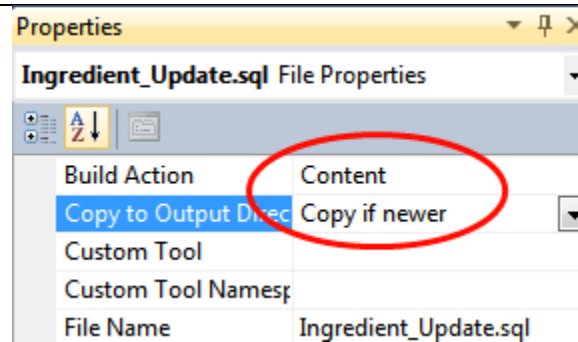 Properties
Ingredient_Update.sql File Properties
A
Z
Build Action Content
Copy to Output Direc Copy if newer
Custom Tool
Custom Tool Namesp
File Name Ingredient_Update.sql